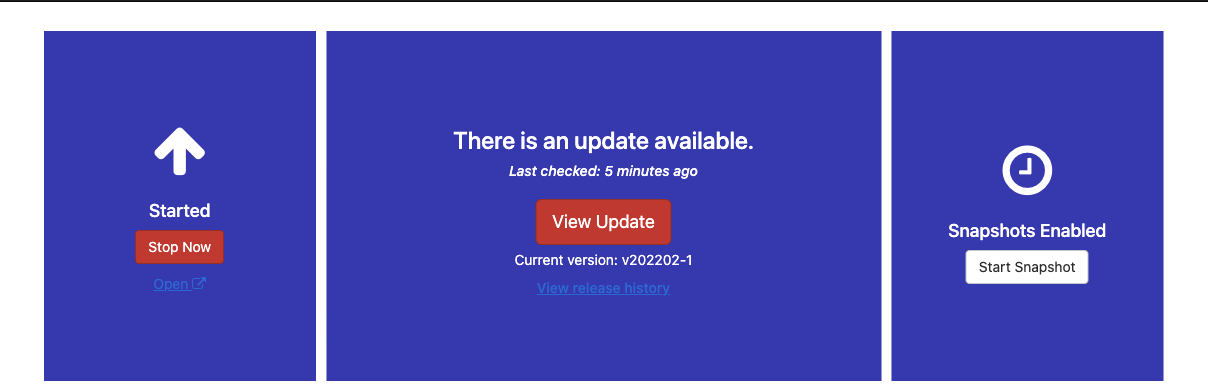 Started
Stop Now
Open
There is an update available.
Last checked: 5 minutes ago
View Update
Current version: v202202-1
View release history
Snapshots Enabled
Start Snapshot